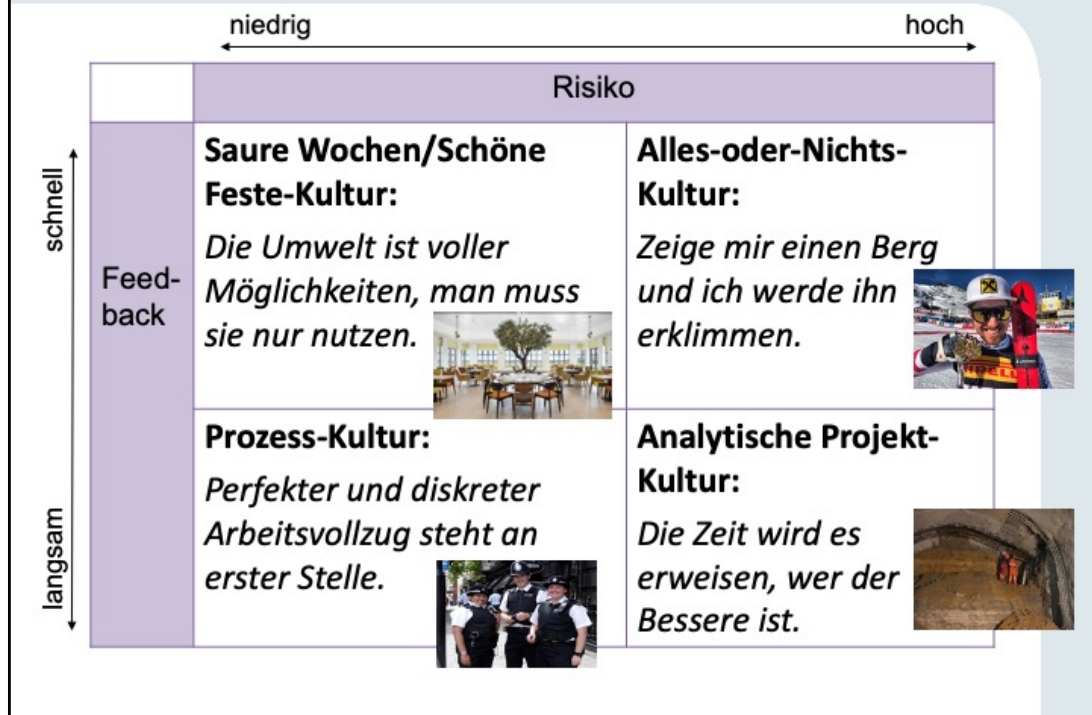 niedrig
hoch
Risiko
schnell
langsam
Feed-
back
Saure Wochen/Schöne
Feste-Kultur:
Die Umwelt ist voller
Möglichkeiten, man muss
sie nur nutzen.
Alles-oder-Nichts-
Kultur:
Zeige mir einen Berg
und ich werde ihn
erklimmen.
Prozess-Kultur:
Perfekter und diskreter
Arbeitsvollzug steht an
erster Stelle.
Analytische Projekt-
Kultur:
Die Zeit wird es
erweisen, wer der
Bessere ist.